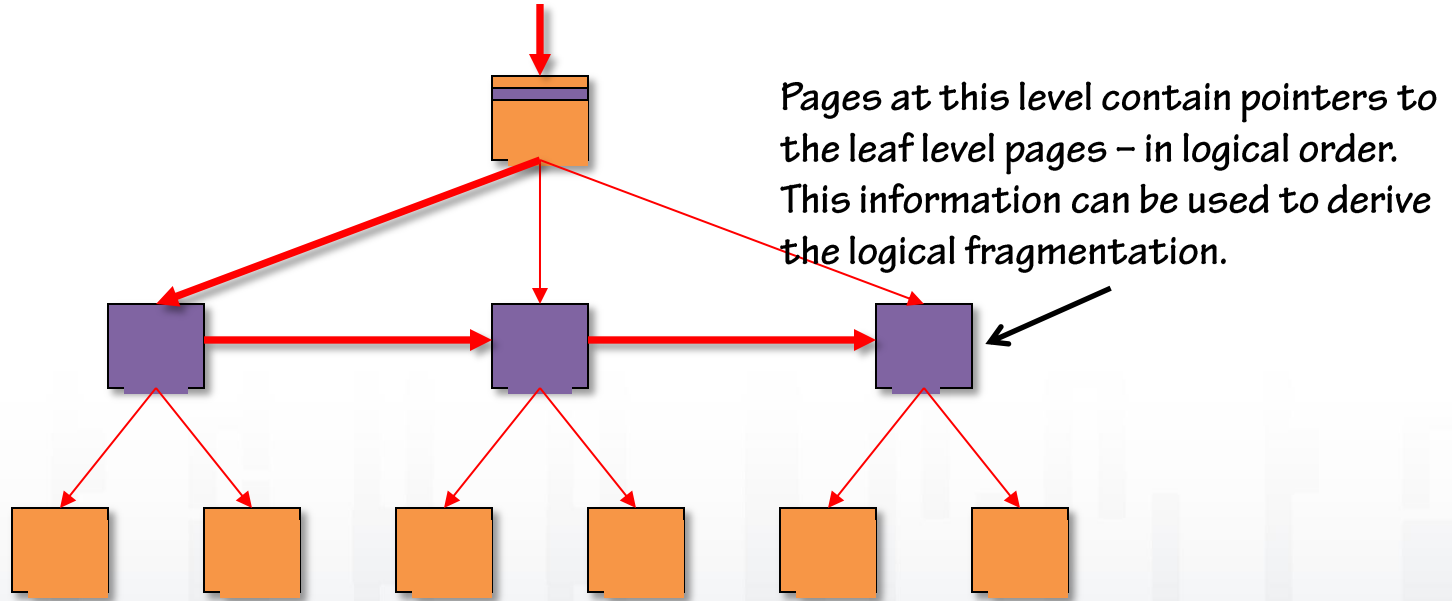 Pages at this level contain pointers to
the leaf level pages – in logical order.
This information can be used to derive
the logical fragmentation.